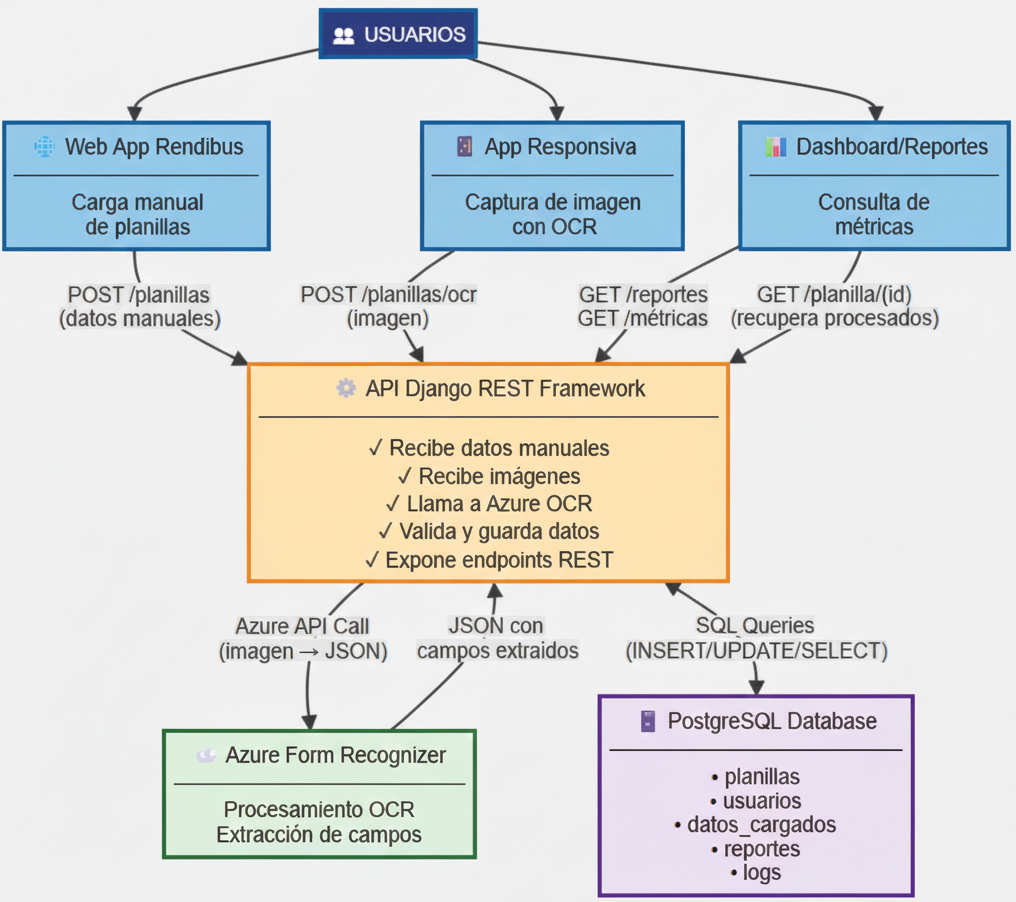 USUARIOS
Web App Rendibus
Carga manual
de planillas
App Responsiva
Captura de imagen
con OCR
Dashboard/Reportes
Consulta de
métricas
POST /planillas
(datos manuales)
POST /planillas/ocr
(imagen)
GET /reportes
GET /métricas
GET /planilla/(id)
(recupera procesados)
API Django REST Framework
✓ Recibe datos manuales
✓ Recibe imágenes
✓ Llama a Azure OCR
✓ Valida y guarda datos
✓ Expone endpoints REST
Azure API Call
(imagen → JSON)
JSON con
campos extraidos
SQL Queries
(INSERT/UPDATE/SELECT)
Azure Form Recognizer
Procesamiento OCR
Extracción de campos
PostgreSQL Database
• planillas
• usuarios
• datos_cargados
• reportes
• logs